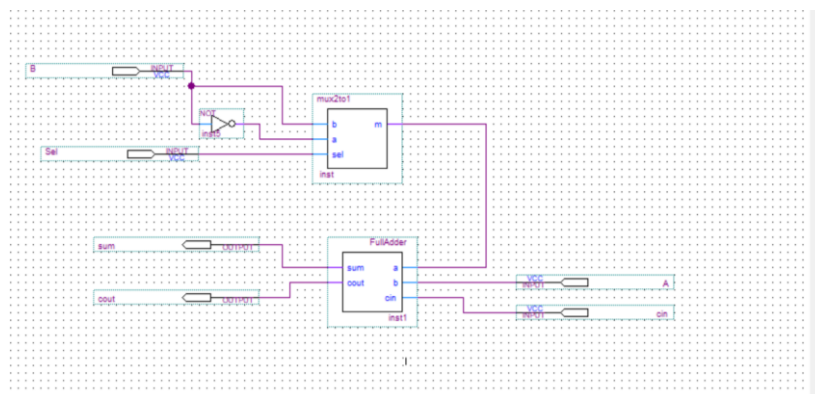 B INPUT VCC
mux2to1
NOT
b m
inst5
a
Sel INPUT VCC
sel
inst
sum OUTPUT
FullAdder
sum a
cout b
VCC INPUT A
cin
cout OUTPUT
VCC INPUT cin
inst1